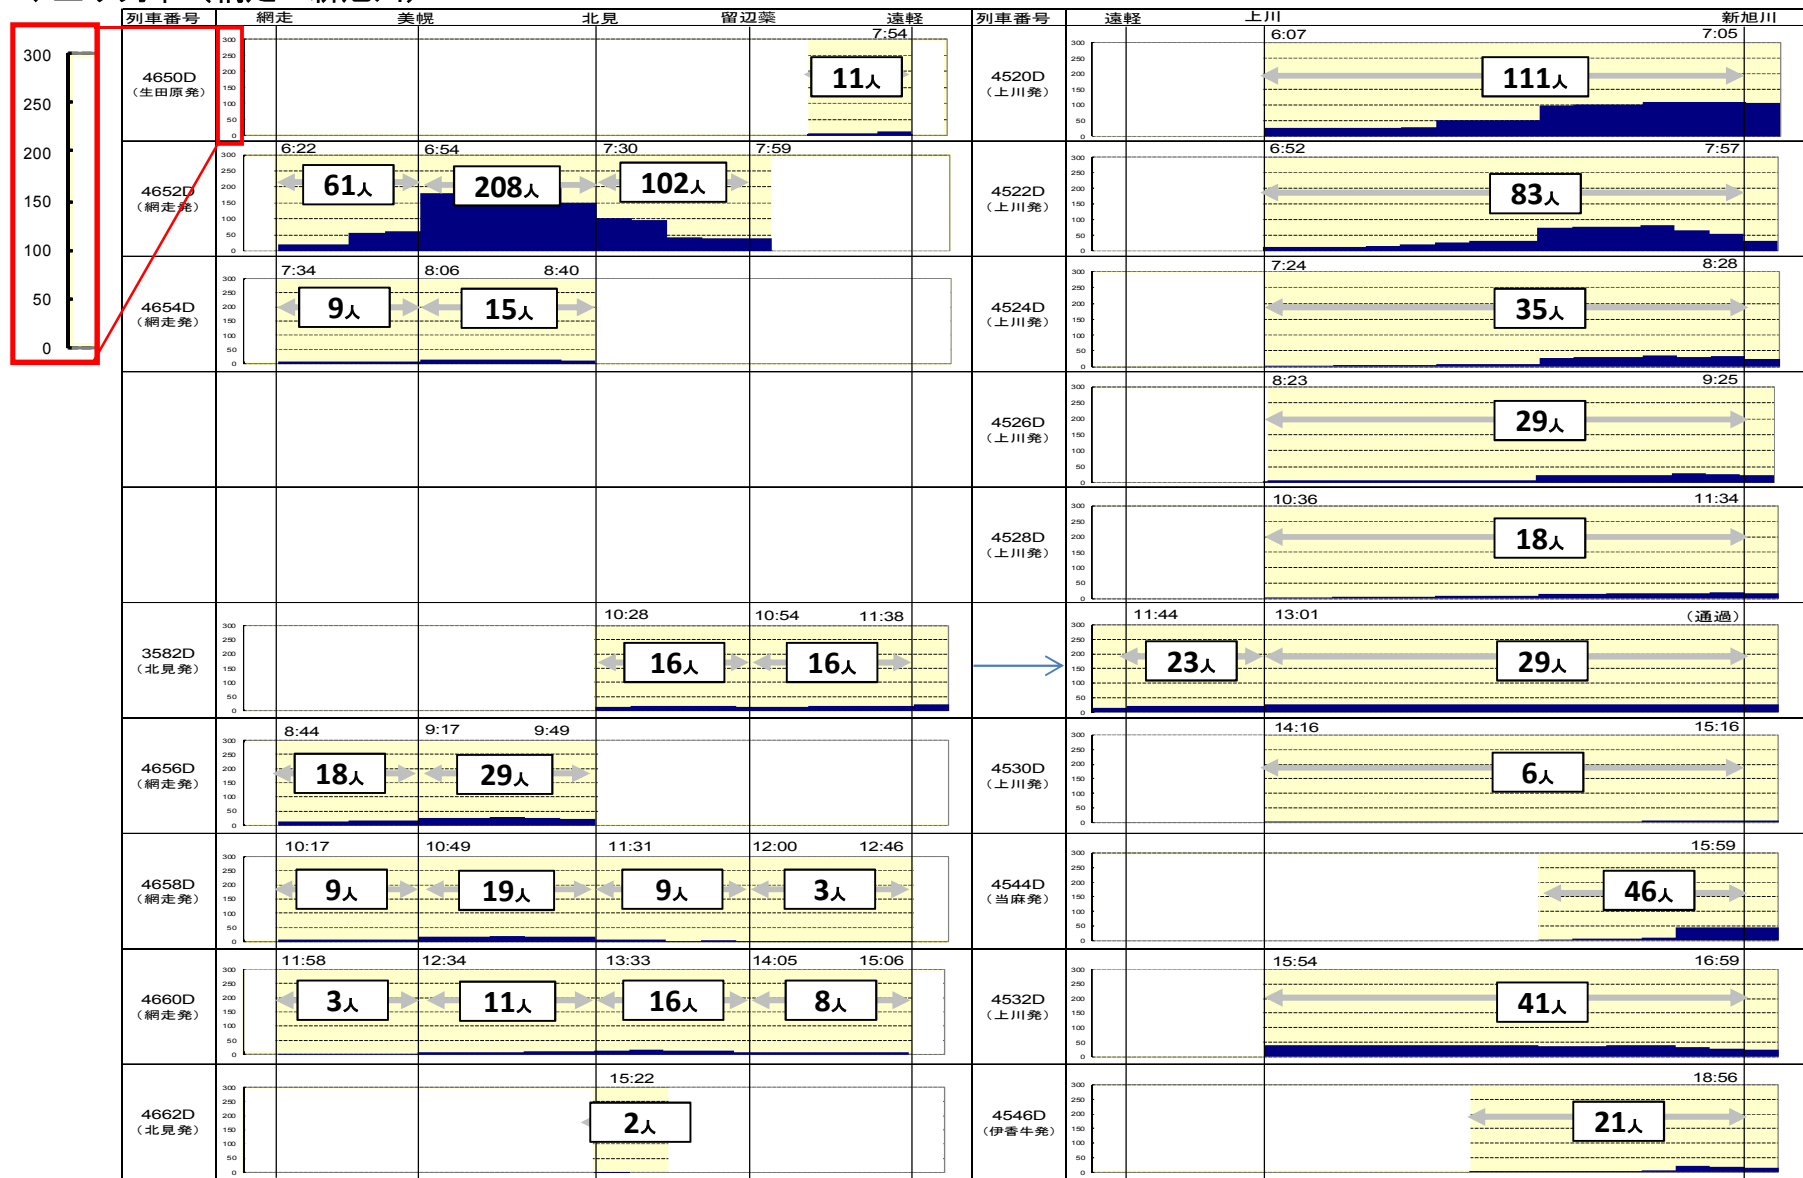 列車番号 網走 美幌 北見 留辺蘂 遠軽 列車番号 遠軽 上川 新旭川
300
250
200
150
100
50
0
4650D
（生田原発）
7:54
11人
4520D
（上川発）
6:07 7:05
111人
4652D
（網走発）
6:22 6:54 7:30 7:59
61人 208人 102人
4522D
（上川発）
6:52 7:57
83人
4654D
（網走発）
7:34 8:06 8:40
9人 15人
4524D
（上川発）
7:24 8:28
35人
4526D
（上川発）
8:23 9:25
29人
4528D
（上川発）
10:36 11:34
18人
3582D
（北見発）
10:28 10:54 11:38
16人 16人
11:44 13:01 （通過）
23人 29人
4656D
（網走発）
8:44 9:17 9:49
18人 29人
4530D
（上川発）
14:16 15:16
6人
4658D
（網走発）
10:17 10:49 11:31 12:00 12:46
9人 19人 9人 3人
4544D
（当麻発）
15:59
46人
4660D
（網走発）
11:58 12:34 13:33 14:05 15:06
3人 11人 16人 8人
4532D
（上川発）
15:54 16:59
41人
4662D
（北見発）
15:22
2人
4546D
（伊香牛発）
18:56
21人